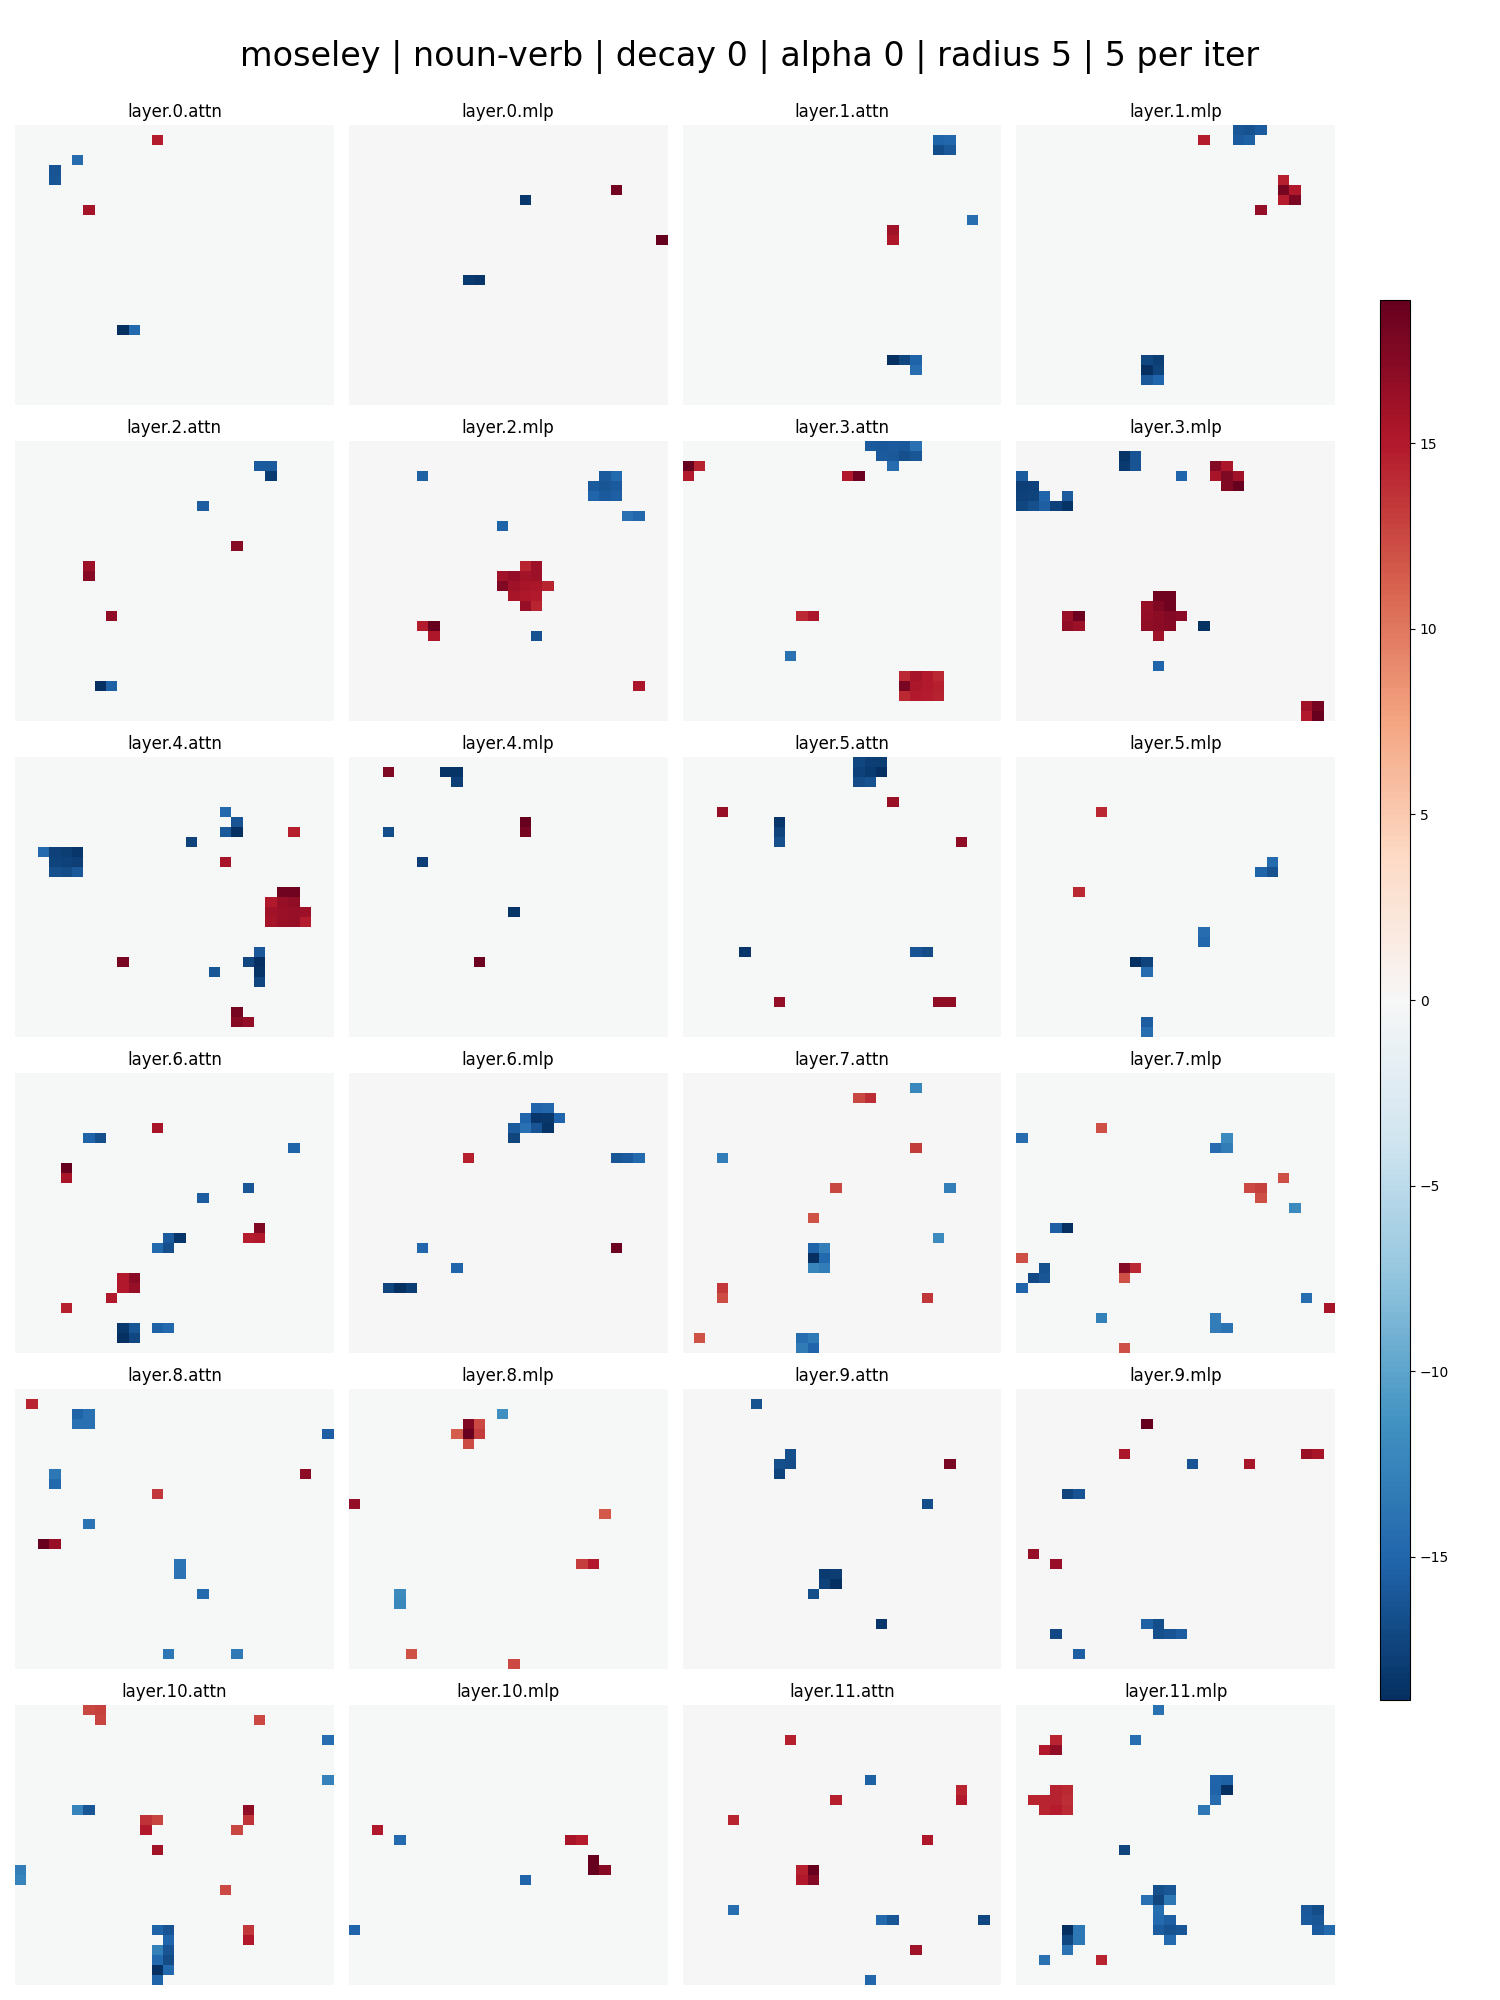 moseley | noun-verb | decay 0 | alpha 0 | radius 5 | 5 per iter
layer.0.attn
layer.0.mlp
layer.1.attn
layer.1.mlp
layer.2.attn
layer.2.mlp
layer.3.attn
layer.3.mlp
layer.4.attn
layer.4.mlp
layer.5.attn
layer.5.mlp
layer.6.attn
layer.6.mlp
layer.7.attn
layer.7.mlp
layer.8.attn
layer.8.mlp
layer.9.attn
layer.9.mlp
layer.10.attn
layer.10.mlp
layer.11.attn
layer.11.mlp
15
10
5
0
−5
−10
−15